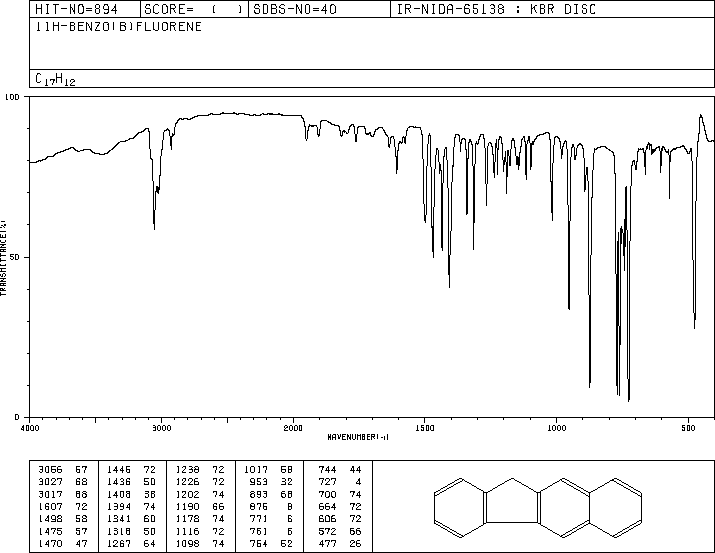 HIT-NO=894 SCORE= ( ) SDBS-NO=40 IR-NIDA-65138 : KBR DISC
11H-BENZO(B)FLUORENE
C17H12
100
50
0
TRANSMITTANCE(%)
4000 3000 2000 1500 1000 500
WAVENUMBER(-1)
3066 57 1446 72 1238 72 1017 58 744 44
3027 68 1436 50 1226 72 953 32 727 4
3017 68 1408 38 1202 74 893 68 700 74
1607 72 1394 74 1190 66 876 8 664 72
1498 58 1341 60 1178 74 771 6 606 72
1475 57 1318 50 1116 72 761 6 572 66
1470 47 1267 64 1098 74 754 52 477 26